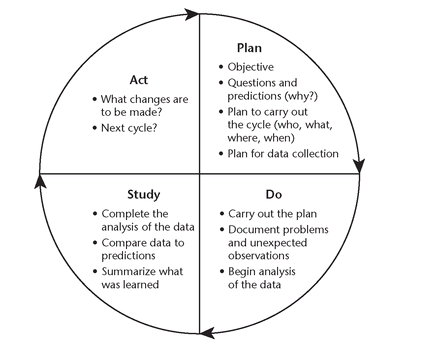 Plan
• Objective
• Questions and
predictions (why?)
• Plan to carry out
the cycle (who, what,
where, when)
• Plan for data collection
Do
• Carry out the plan
• Document problems
and unexpected
observations
• Begin analysis
of the data
Study
• Complete the
analysis of the data
• Compare data to
predictions
• Summarize what
was learned
Act
• What changes are
to be made?
• Next cycle?